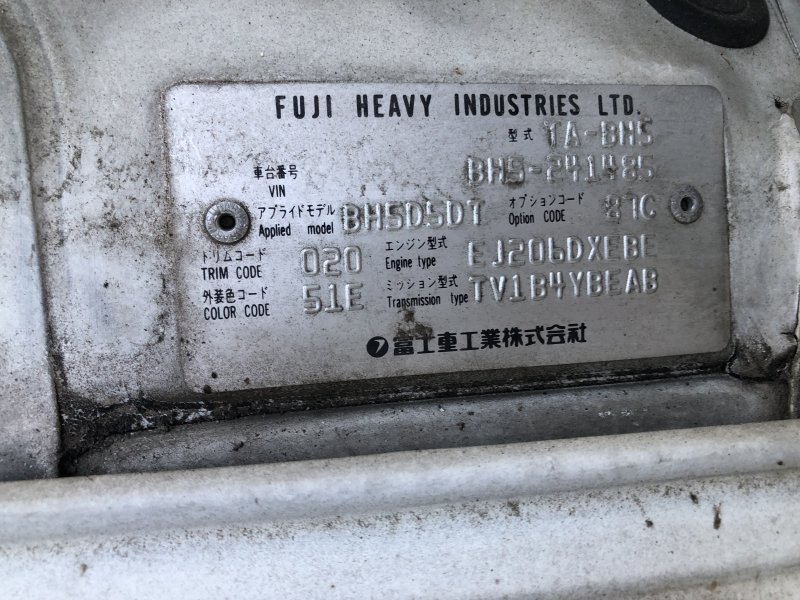 FUJI HEAVY INDUSTRIES LTD.
型式 TA-BH5
車台番号 VIN BH5-241485
アプライドモデル Applied model BH5D5DT オプションコード Option CODE 87C
トリムコード TRIM CODE 020 エンジン型式 Engine type EJ206DXEBE
外装色コード COLOR CODE 51E ミッション型式 Transmission type TV1B4YBEAB
富士重工業株式会社